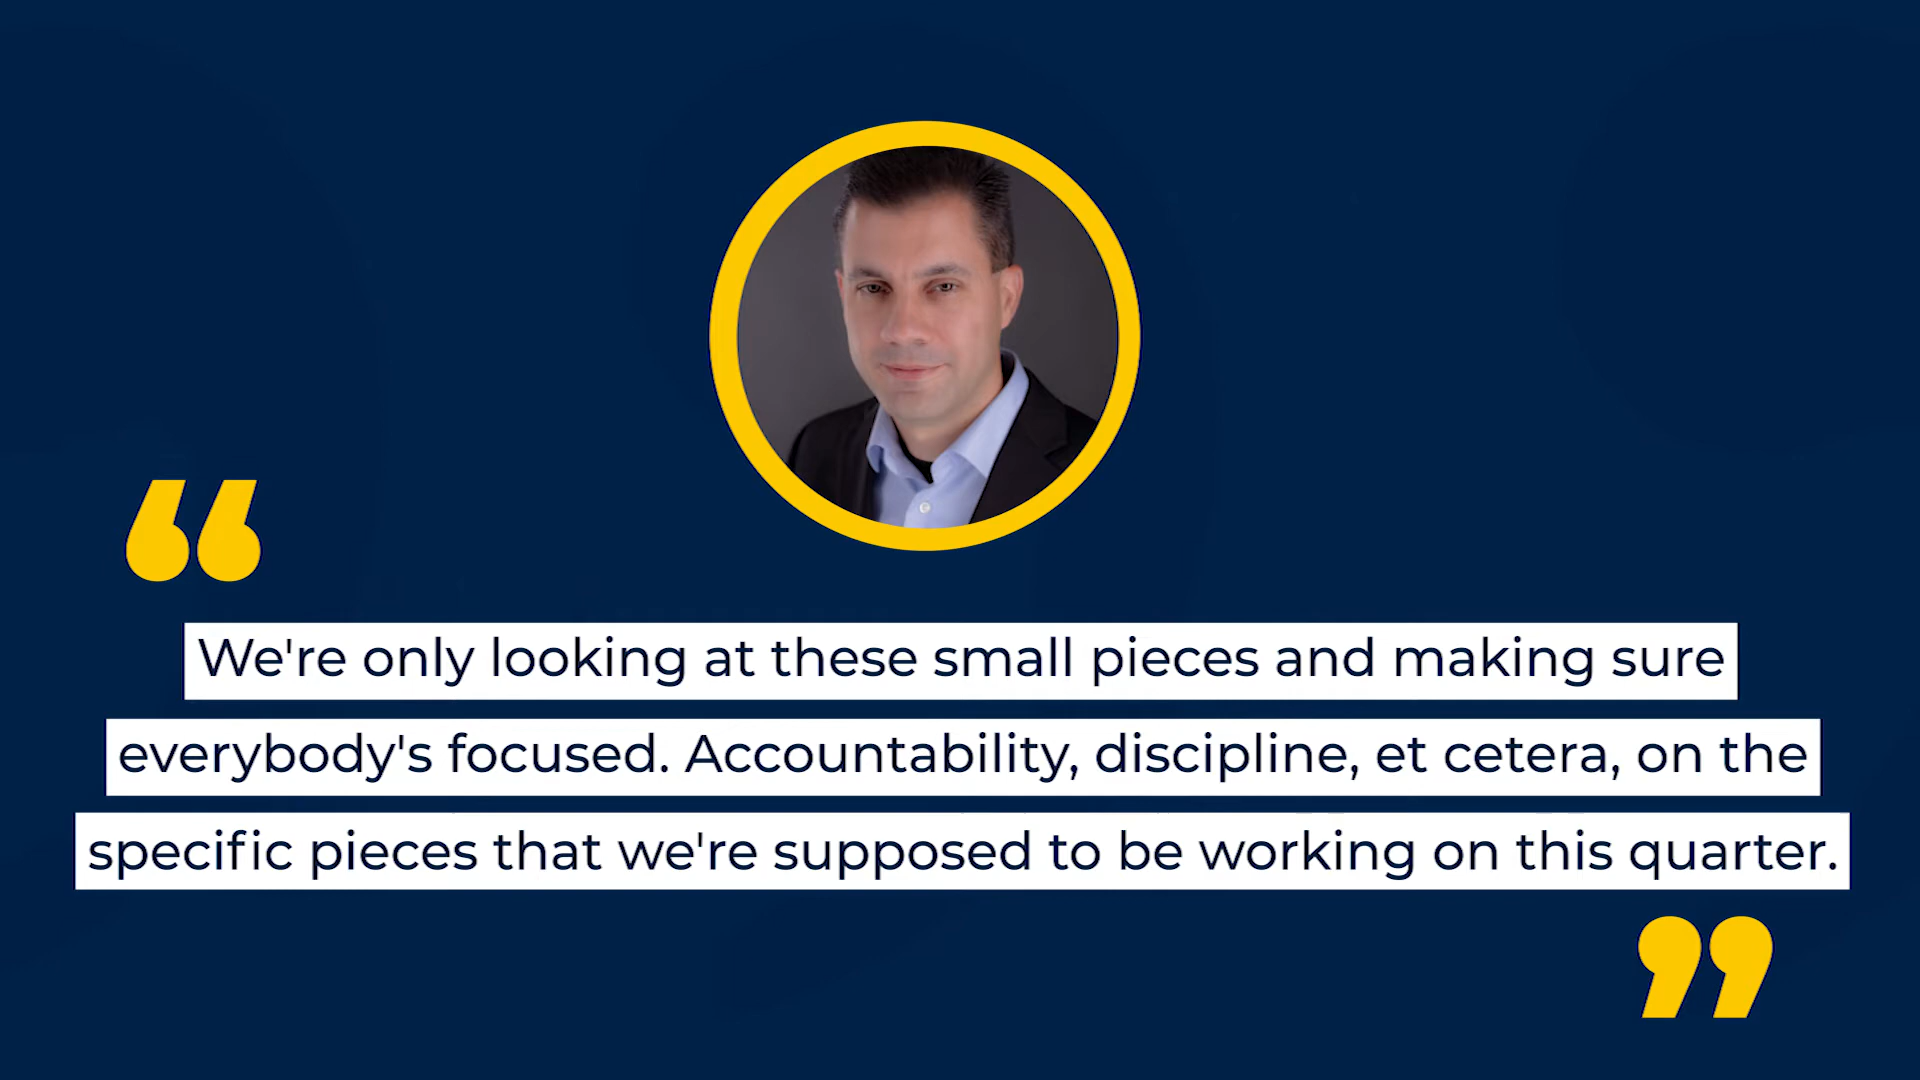 “
We're only looking at these small pieces and making sure
everybody's focused. Accountability, discipline, et cetera, on the
specific pieces that we're supposed to be working on this quarter.
”